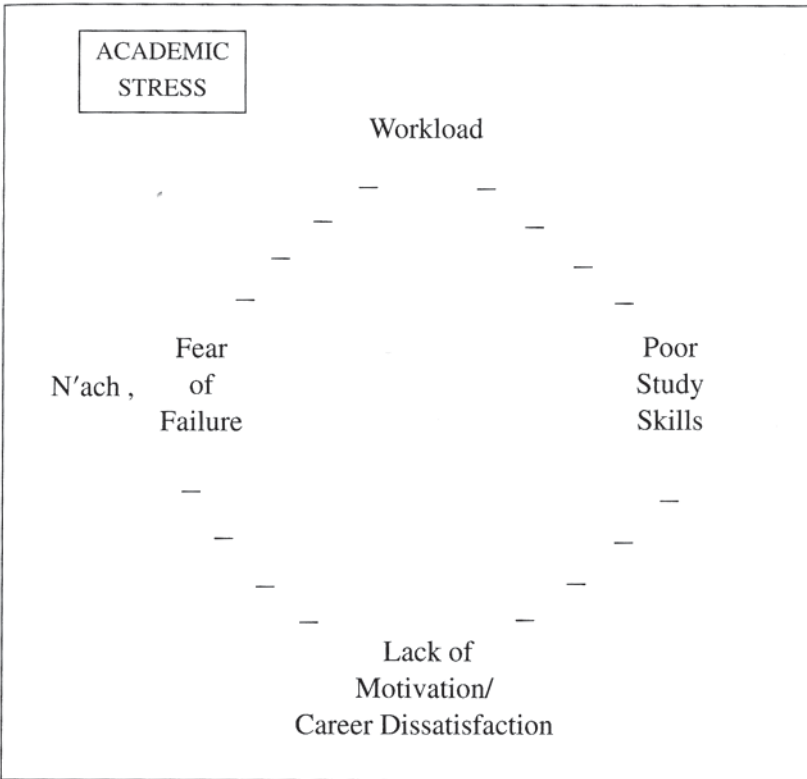 ACADEMIC
STRESS
Workload
Fear
of
Failure
N′ach ,
Poor
Study
Skills
Lack of
Motivation/
Career Dissatisfaction